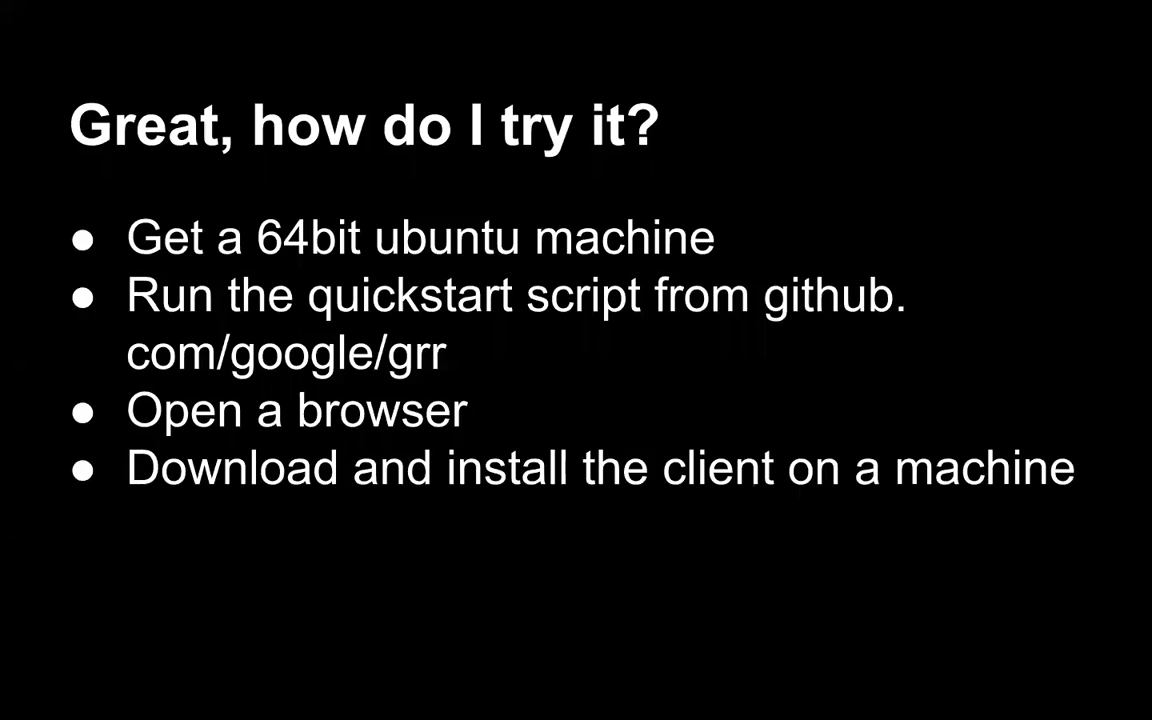 Great, how do I try it?
● Get a 64bit ubuntu machine
● Run the quickstart script from github.
com/google/grr
● Open a browser
● Download and install the client on a machine